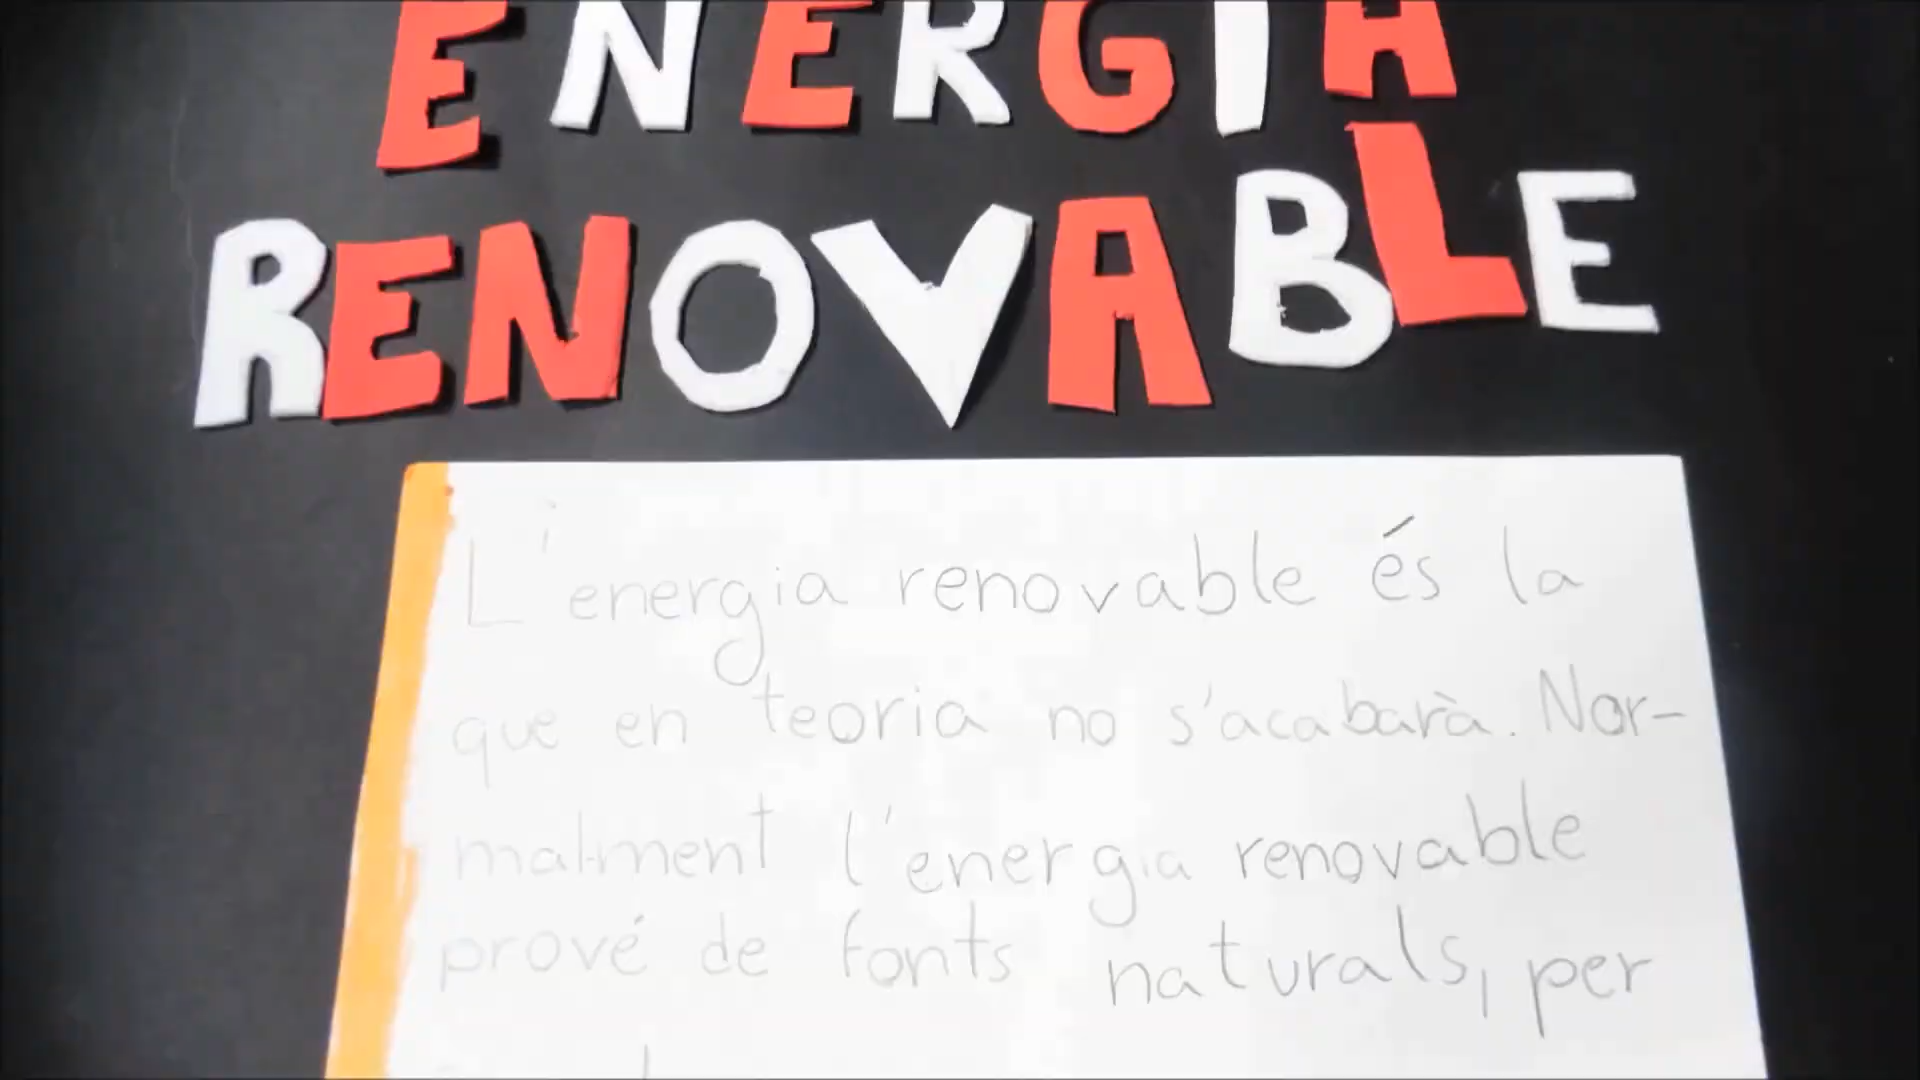 ENERGIA
RENOVABLE
L'energia renovable és la
que en teoria no s'acabarà. Nor-
malment l'energia renovable
prové de fonts naturals, per